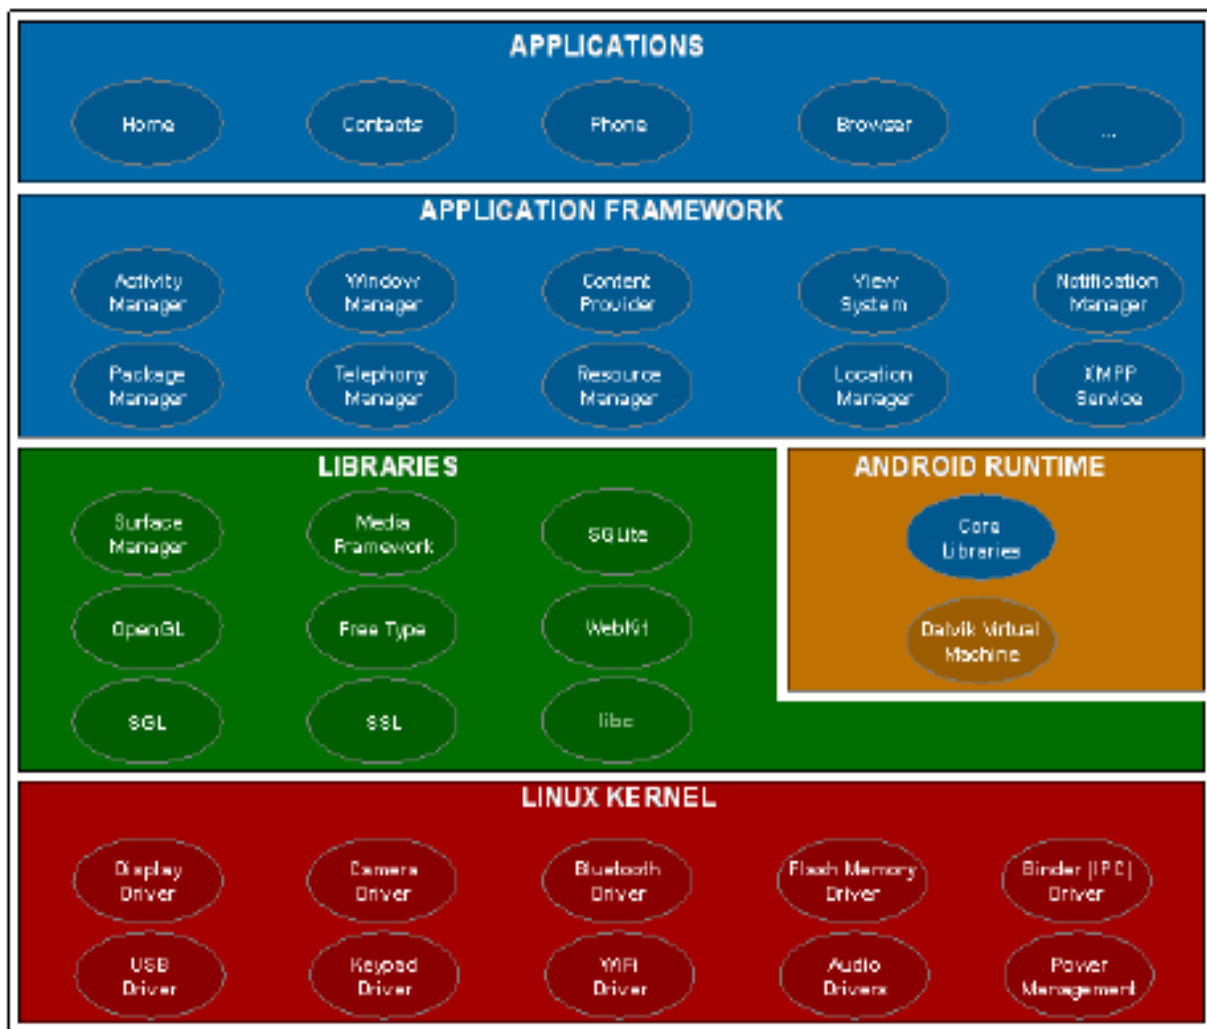 APPLICATIONS
Home
Contacts
Phone
Browser
...
APPLICATION FRAMEWORK
Activity
Manager
Window
Manager
Content
Provider
View
System
Notification
Manager
Package
Manager
Telephony
Manager
Resource
Manager
Location
Manager
XMPP
Service
LIBRARIES
Surface
Manager
Media
Framework
SQLite
OpenGL
Free Type
WebKit
SGL
SSL
libc
ANDROID RUNTIME
Core
Libraries
Dalvik Virtual
Machine
LINUX KERNEL
Display
Driver
Camera
Driver
Bluetooth
Driver
Flash Memory
Driver
Binder (IPC)
Driver
USB
Driver
Keypad
Driver
WiFi
Driver
Audio
Drivers
Power
Management